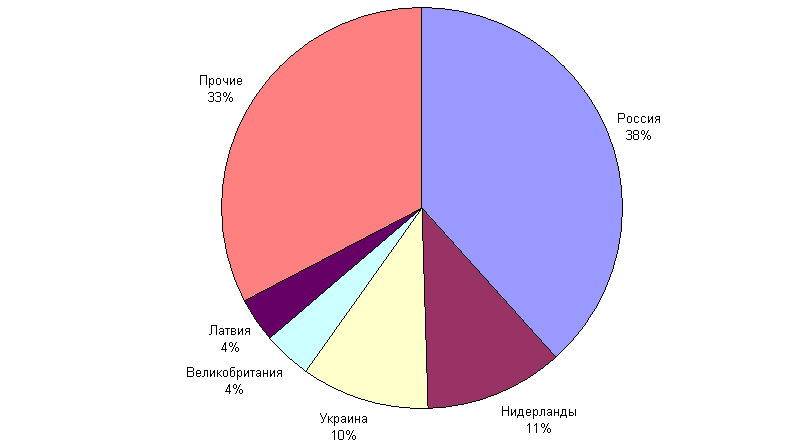 Прочие
33%
Россия
38%
Латвия
4%
Великобритания
4%
Украина
10%
Нидерланды
11%